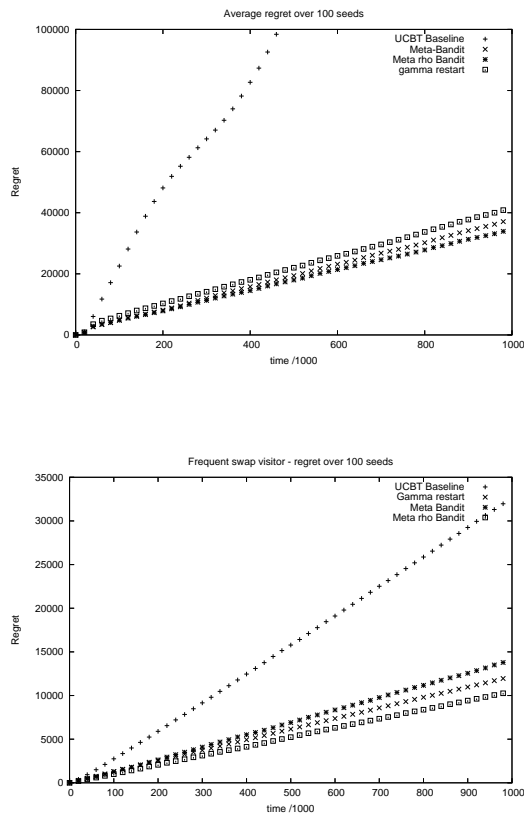 Average regret over 100 seeds
100000
80000
60000
40000
20000
0
Regret
UCBT Baseline
Meta-Bandit
Meta rho Bandit
gamma restart
0 200 400 600 800 1000
time /1000
Frequent swap visitor - regret over 100 seeds
35000
30000
25000
20000
15000
10000
5000
0
Regret
UCBT Baseline
Gamma restart
Meta Bandit
Meta rho Bandit
0 100 200 300 400 500 600 700 800 900 1000
time /1000